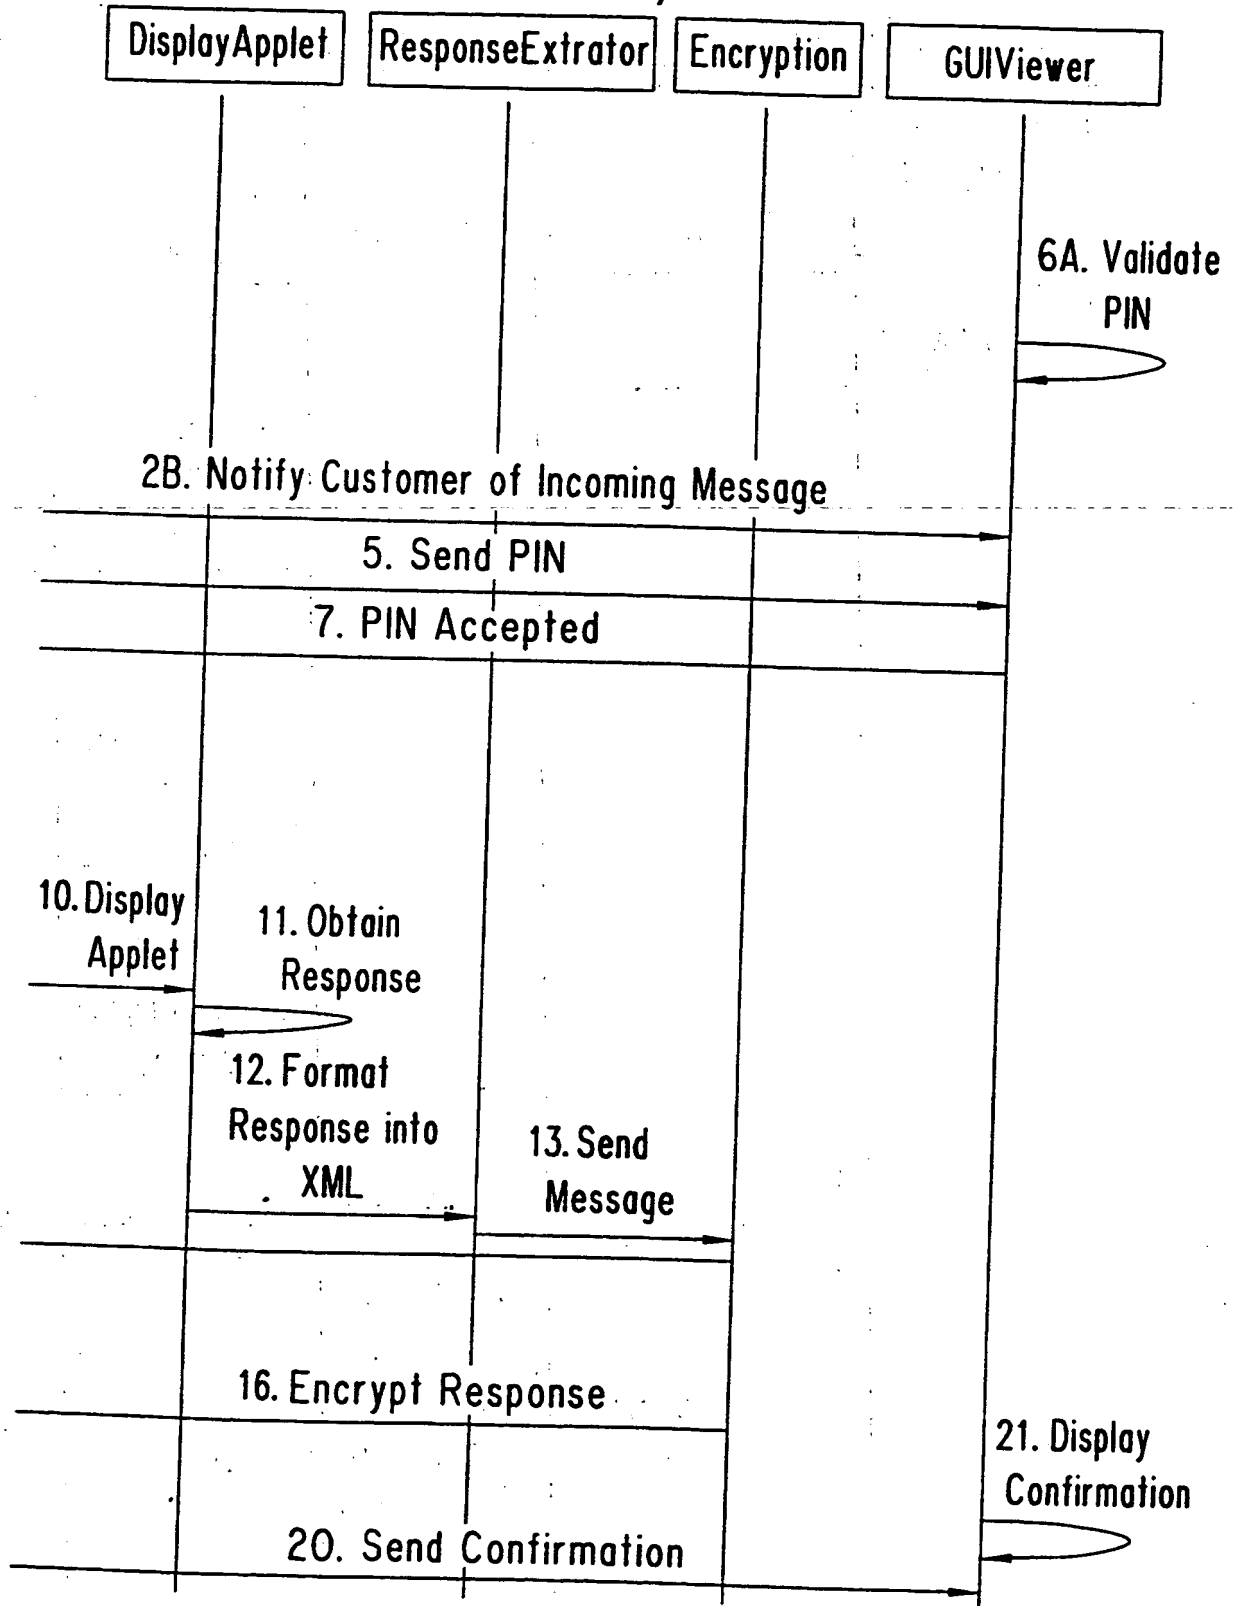 DisplayApplet
ResponseExtrator
Encryption
GUIViewer
6A. Validate
PIN
2B. Notify Customer of Incoming Message
5. Send PIN
7. PIN Accepted
10. Display
Applet
11. Obtain
Response
12. Format
Response into
XML
13. Send
Message
16. Encrypt Response
21. Display
Confirmation
20. Send Confirmation